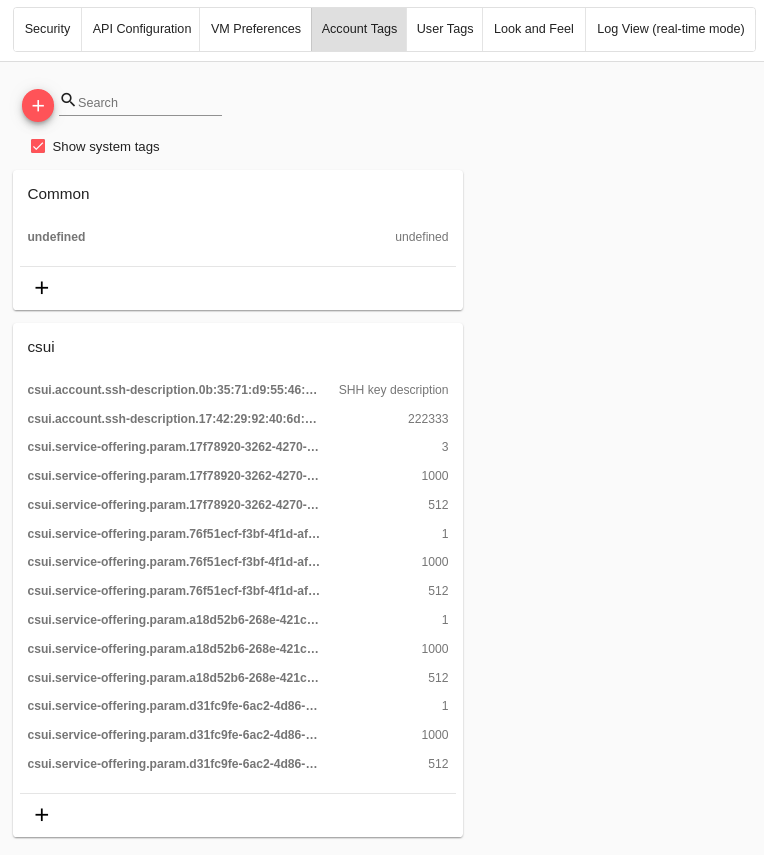 Security API Configuration VM Preferences Account Tags User Tags Look and Feel Log View (real-time mode)
Search
Show system tags
Common
undefined undefined
csui
csui.account.ssh-description.0b:35:71:d9:55:46:… SHH key description
csui.account.ssh-description.17:42:29:92:40:6d:… 222333
csui.service-offering.param.17f78920-3262-4270-… 3
csui.service-offering.param.17f78920-3262-4270-… 1000
csui.service-offering.param.17f78920-3262-4270-… 512
csui.service-offering.param.76f51ecf-f3bf-4f1d-af… 1
csui.service-offering.param.76f51ecf-f3bf-4f1d-af… 1000
csui.service-offering.param.76f51ecf-f3bf-4f1d-af… 512
csui.service-offering.param.a18d52b6-268e-421c… 1
csui.service-offering.param.a18d52b6-268e-421c… 1000
csui.service-offering.param.a18d52b6-268e-421c… 512
csui.service-offering.param.d31fc9fe-6ac2-4d86-… 1
csui.service-offering.param.d31fc9fe-6ac2-4d86-… 1000
csui.service-offering.param.d31fc9fe-6ac2-4d86-… 512